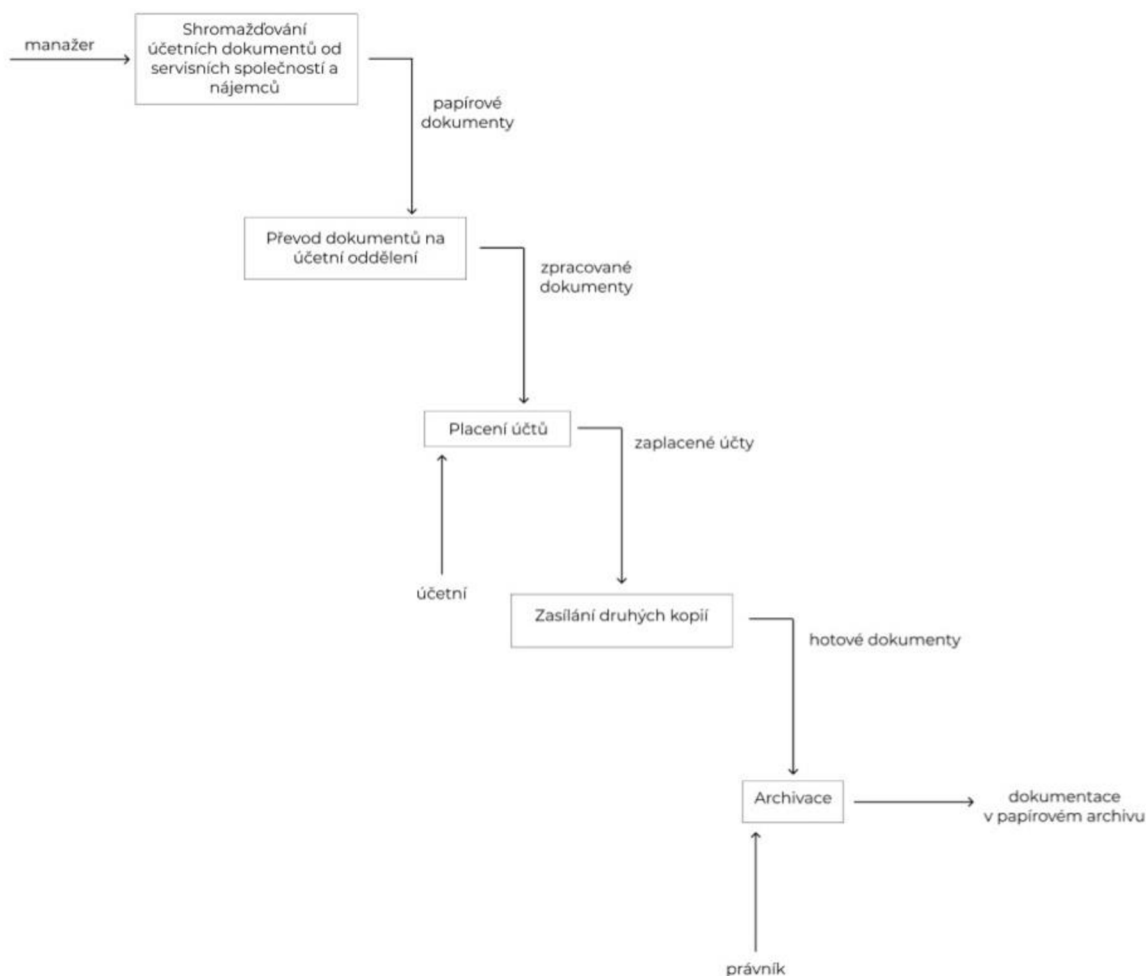 manažer
Shromažďování
účetních dokumentů od
servisních společností a
nájemců
papírové
dokumenty
Převod dokumentů na
účetní oddělení
zpracované
dokumenty
Placení účtů
zaplacené účty
účetní
Zasílání druhých kopií
hotové dokumenty
Archivace
dokumentace
v papírovém archivu
právník